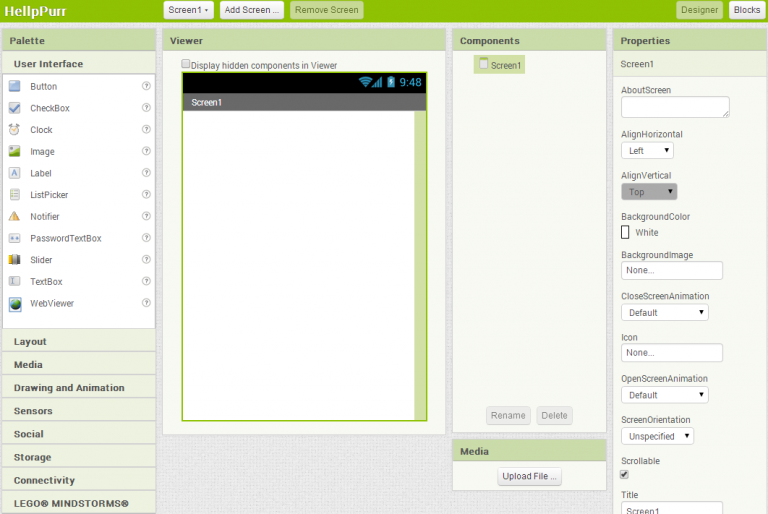 HellpPurr
Screen1
Add Screen ...
Remove Screen
Designer
Blocks
Palette
User Interface
Button
CheckBox
Clock
Image
Label
ListPicker
Notifier
PasswordTextBox
Slider
TextBox
WebViewer
Layout
Media
Drawing and Animation
Sensors
Social
Storage
Connectivity
LEGO® MINDSTORMS®
Viewer
Display hidden components in Viewer
9:48
Screen1
Components
Screen1
Rename
Delete
Media
Upload File ...
Properties
Screen1
AboutScreen
AlignHorizontal
Left
AlignVertical
Top
BackgroundColor
White
BackgroundImage
None...
CloseScreenAnimation
Default
Icon
None...
OpenScreenAnimation
Default
ScreenOrientation
Unspecified
Scrollable
Title
Screen1